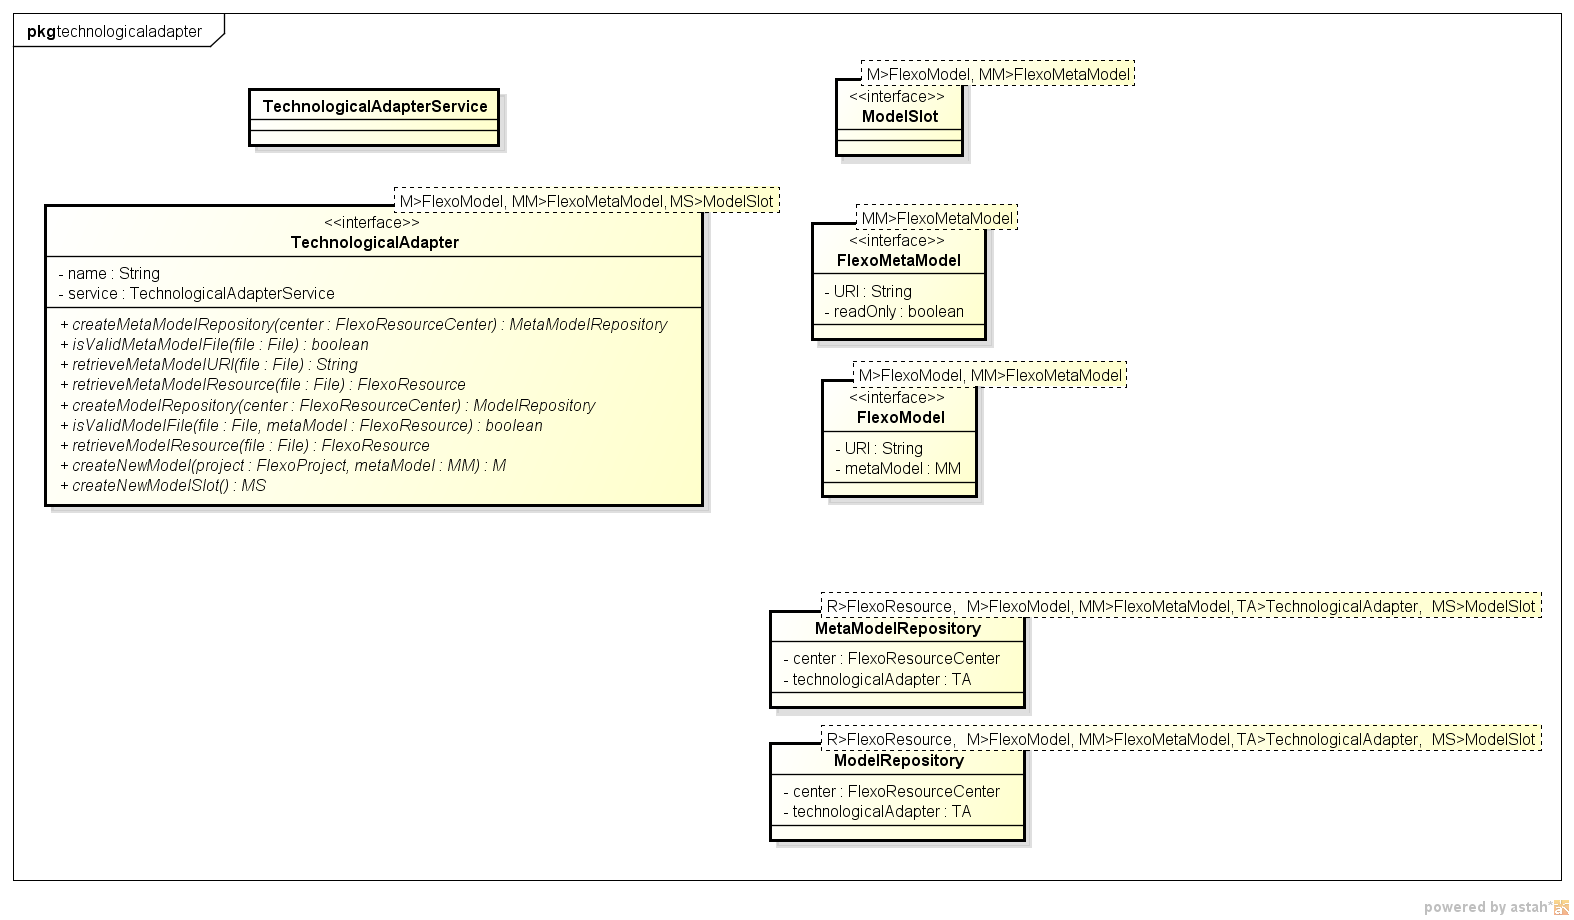 pkgtechnologicaladapter
TechnologicalAdapterService
M>FlexoModel, MM>FlexoMetaModel
<<interface>>
ModelSlot
M>FlexoModel, MM>FlexoMetaModel,MS>ModelSlot
<<interface>>
TechnologicalAdapter
- name : String
- service : TechnologicalAdapterService
+ createMetaModelRepository(center : FlexoResourceCenter) : MetaModelRepository
+ isValidMetaModelFile(file : File) : boolean
+ retrieveMetaModelURI(file : File) : String
+ retrieveMetaModelResource(file : File) : FlexoResource
+ createModelRepository(center : FlexoResourceCenter) : ModelRepository
+ isValidModelFile(file : File, metaModel : FlexoResource) : boolean
+ retrieveModelResource(file : File) : FlexoResource
+ createNewModel(project : FlexoProject, metaModel : MM) : M
+ createNewModelSlot() : MS
MM>FlexoMetaModel
<<interface>>
FlexoMetaModel
- URI : String
- readOnly : boolean
M>FlexoModel, MM>FlexoMetaModel
<<interface>>
FlexoModel
- URI : String
- metaModel : MM
R>FlexoResource,  M>FlexoModel, MM>FlexoMetaModel,TA>TechnologicalAdapter,  MS>ModelSlot
MetaModelRepository
- center : FlexoResourceCenter
- technologicalAdapter : TA
R>FlexoResource,  M>FlexoModel, MM>FlexoMetaModel,TA>TechnologicalAdapter,  MS>ModelSlot
ModelRepository
- center : FlexoResourceCenter
- technologicalAdapter : TA
powered by astah*